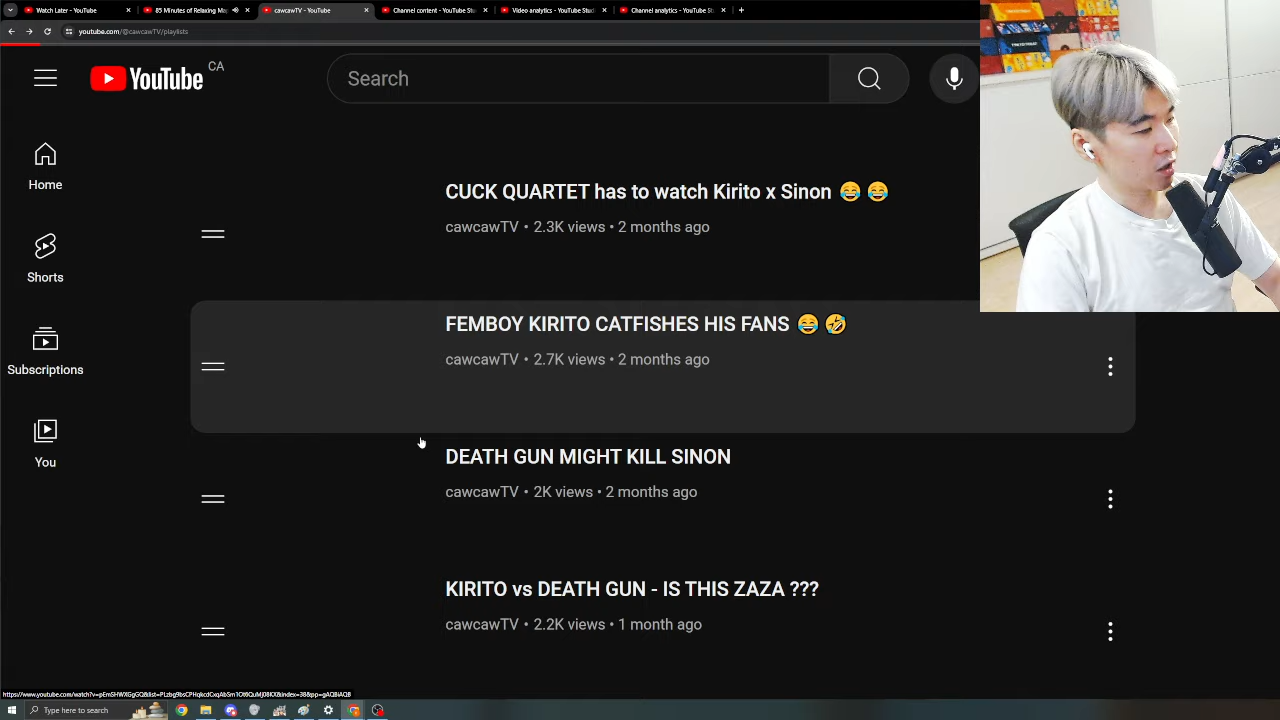 Watch Later - YouTube
85 Minutes of Relaxing Ma
cawcawTV - YouTube
Channel content - YouTube Stu
Video analytics - YouTube Stud
Channel analytics - YouTube St
youtube.com/@cawcawTV/playlists
YouTube CA
Search
Home
Shorts
Subscriptions
You
CUCK QUARTET has to watch Kirito x Sinon 😂 😂
cawcawTV • 2.3K views • 2 months ago
FEMBOY KIRITO CATFISHES HIS FANS 😂 🤣
cawcawTV • 2.7K views • 2 months ago
DEATH GUN MIGHT KILL SINON
cawcawTV • 2K views • 2 months ago
KIRITO vs DEATH GUN - IS THIS ZAZA ???
cawcawTV • 2.2K views • 1 month ago
Type here to search